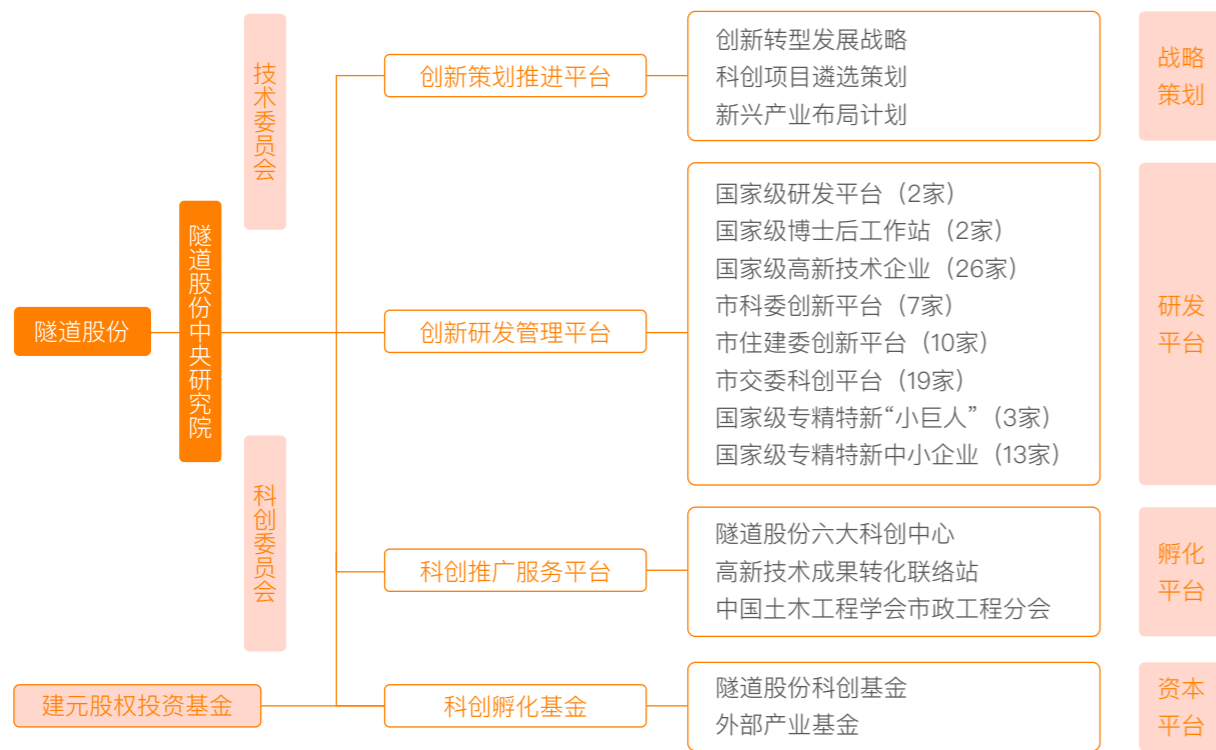 技术委员会
创新策划推进平台
创新转型发展战略
科创项目遴选策划
新兴产业布局计划
战略
策划
隧道股份
隧道股份中央研究院
创新研发管理平台
国家级研发平台（2家）
国家级博士后工作站（2家）
国家级高新技术企业（26家）
市科委创新平台（7家）
市住建委创新平台（10家）
市交委科创平台（19家）
国家级专精特新“小巨人”（3家）
国家级专精特新中小企业（13家）
研发
平台
科创委员会
科创推广服务平台
隧道股份六大科创中心
高新技术成果转化联络站
中国土木工程学会市政工程分会
孵化
平台
建元股权投资基金
科创孵化基金
隧道股份科创基金
外部产业基金
资本
平台